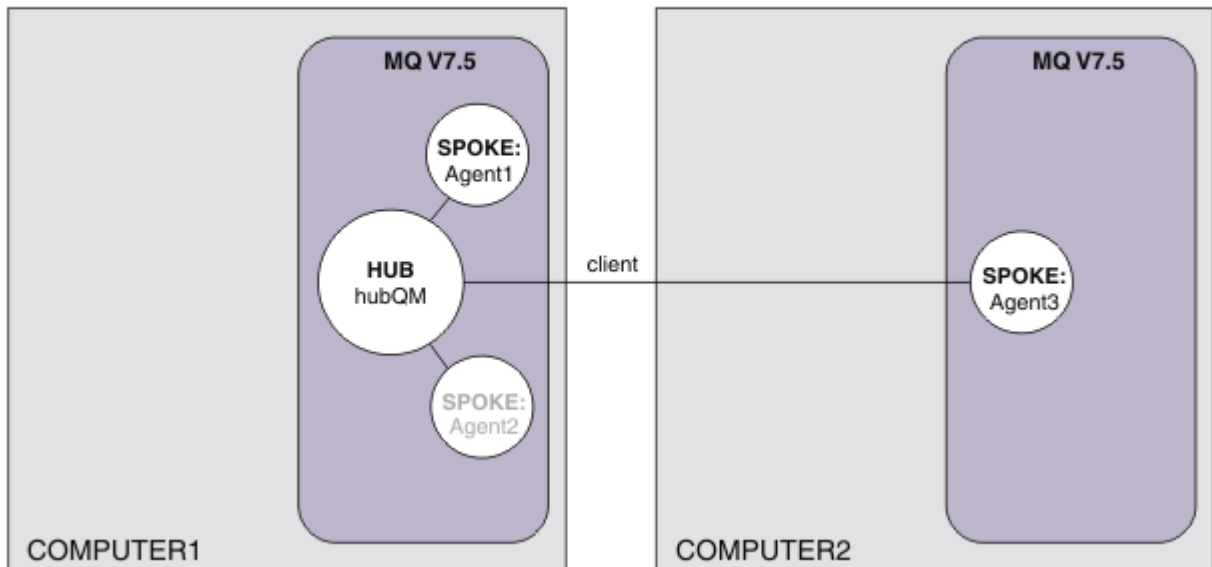 MQ V7.5
SPOKE:
Agent1
HUB
hubQM
SPOKE:
Agent2
COMPUTER1
client
MQ V7.5
SPOKE:
Agent3
COMPUTER2